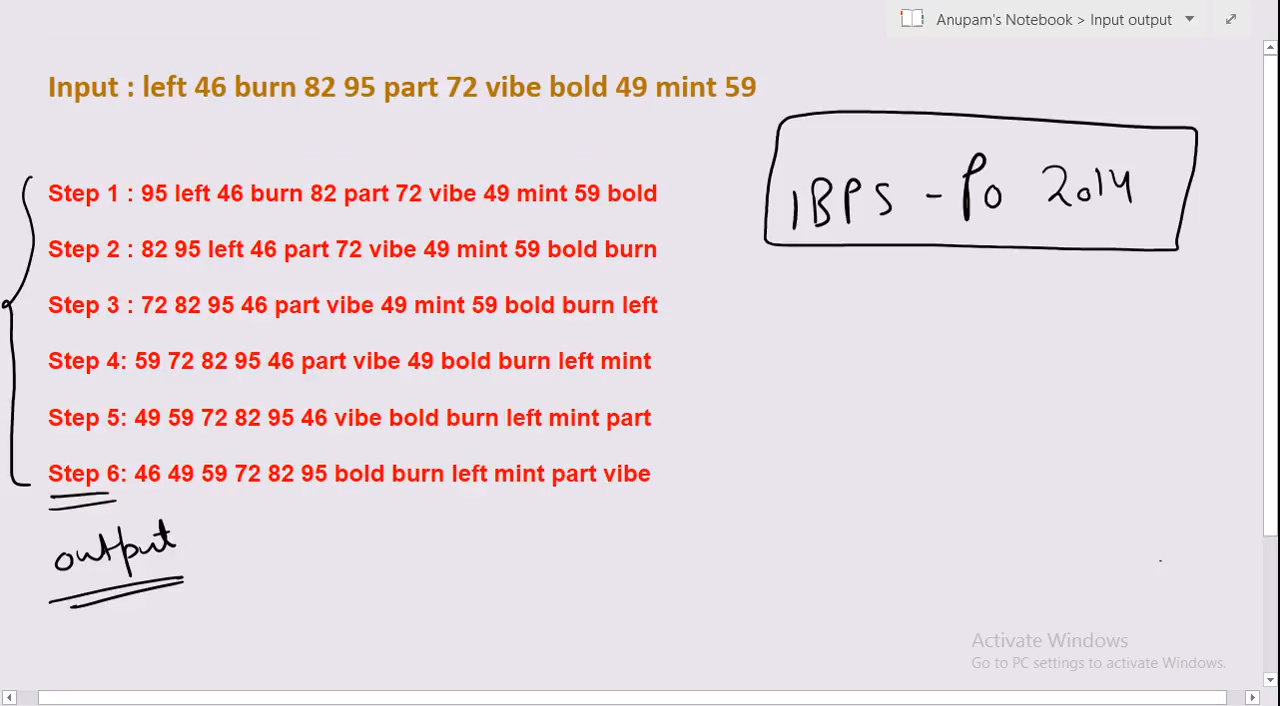 Anupam's Notebook > Input output
Input : left 46 burn 82 95 part 72 vibe bold 49 mint 59
IBPS - PO 2014
Step 1 : 95 left 46 burn 82 part 72 vibe 49 mint 59 bold
Step 2 : 82 95 left 46 part 72 vibe 49 mint 59 bold burn
Step 3 : 72 82 95 46 part vibe 49 mint 59 bold burn left
Step 4: 59 72 82 95 46 part vibe 49 bold burn left mint
Step 5: 49 59 72 82 95 46 vibe bold burn left mint part
Step 6: 46 49 59 72 82 95 bold burn left mint part vibe
output
Activate Windows
Go to PC settings to activate Windows.